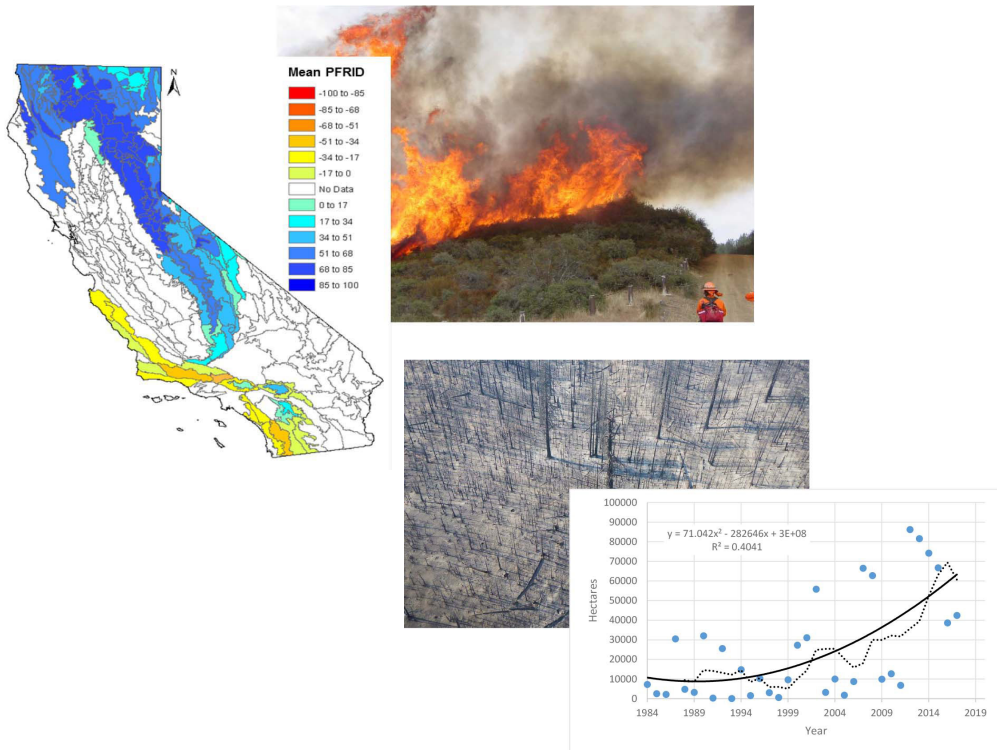 N
Mean PFRID
-100 to -85
-85 to -68
-68 to -51
-51 to -34
-34 to -17
-17 to 0
No Data
0 to 17
17 to 34
34 to 51
51 to 68
68 to 85
85 to 100
100000
90000
80000
70000
60000
50000
40000
30000
20000
10000
0
Hectares
y = 71.042x² - 282646x + 3E+08
R² = 0.4041
1984 1989 1994 1999 2004 2009 2014 2019
Year